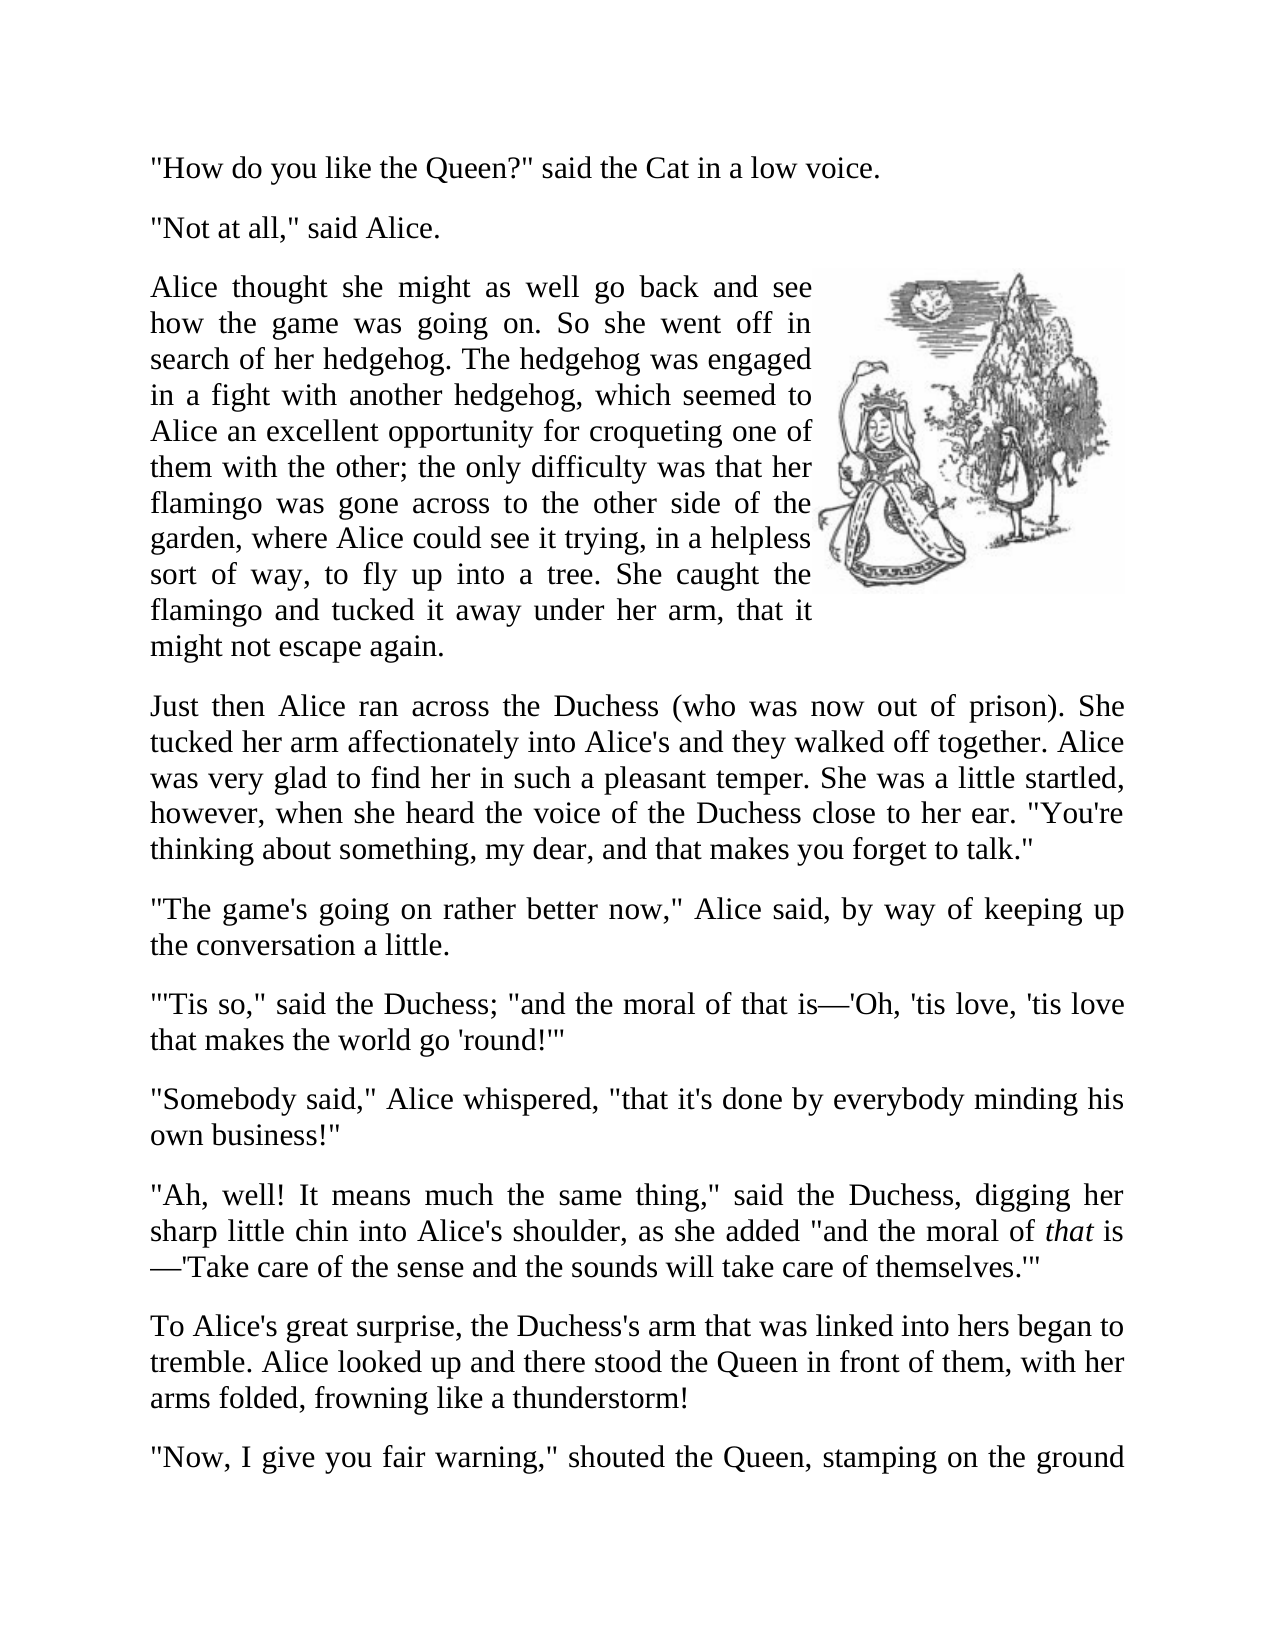 "How do you like the Queen?" said the Cat in a low voice.
"Not at all," said Alice.
Alice thought she might as well go back and see
how the game was going on. So she went off in
search of her hedgehog. The hedgehog was engaged
in a fight with another hedgehog, which seemed to
Alice an excellent opportunity for croqueting one of
them with the other; the only difficulty was that her
flamingo was gone across to the other side of the
garden, where Alice could see it trying, in a helpless
sort of way, to fly up into a tree. She caught the
flamingo and tucked it away under her arm, that it
might not escape again.
Just then Alice ran across the Duchess (who was now out of prison). She
tucked her arm affectionately into Alice's and they walked off together. Alice
was very glad to find her in such a pleasant temper. She was a little startled,
however, when she heard the voice of the Duchess close to her ear. "You're
thinking about something, my dear, and that makes you forget to talk."
"The game's going on rather better now," Alice said, by way of keeping up
the conversation a little.
"'Tis so," said the Duchess; "and the moral of that is—'Oh, 'tis love, 'tis love
that makes the world go 'round!'"
"Somebody said," Alice whispered, "that it's done by everybody minding his
own business!"
"Ah, well! It means much the same thing," said the Duchess, digging her
sharp little chin into Alice's shoulder, as she added "and the moral of that is
—'Take care of the sense and the sounds will take care of themselves.'"
To Alice's great surprise, the Duchess's arm that was linked into hers began to
tremble. Alice looked up and there stood the Queen in front of them, with her
arms folded, frowning like a thunderstorm!
"Now, I give you fair warning," shouted the Queen, stamping on the ground